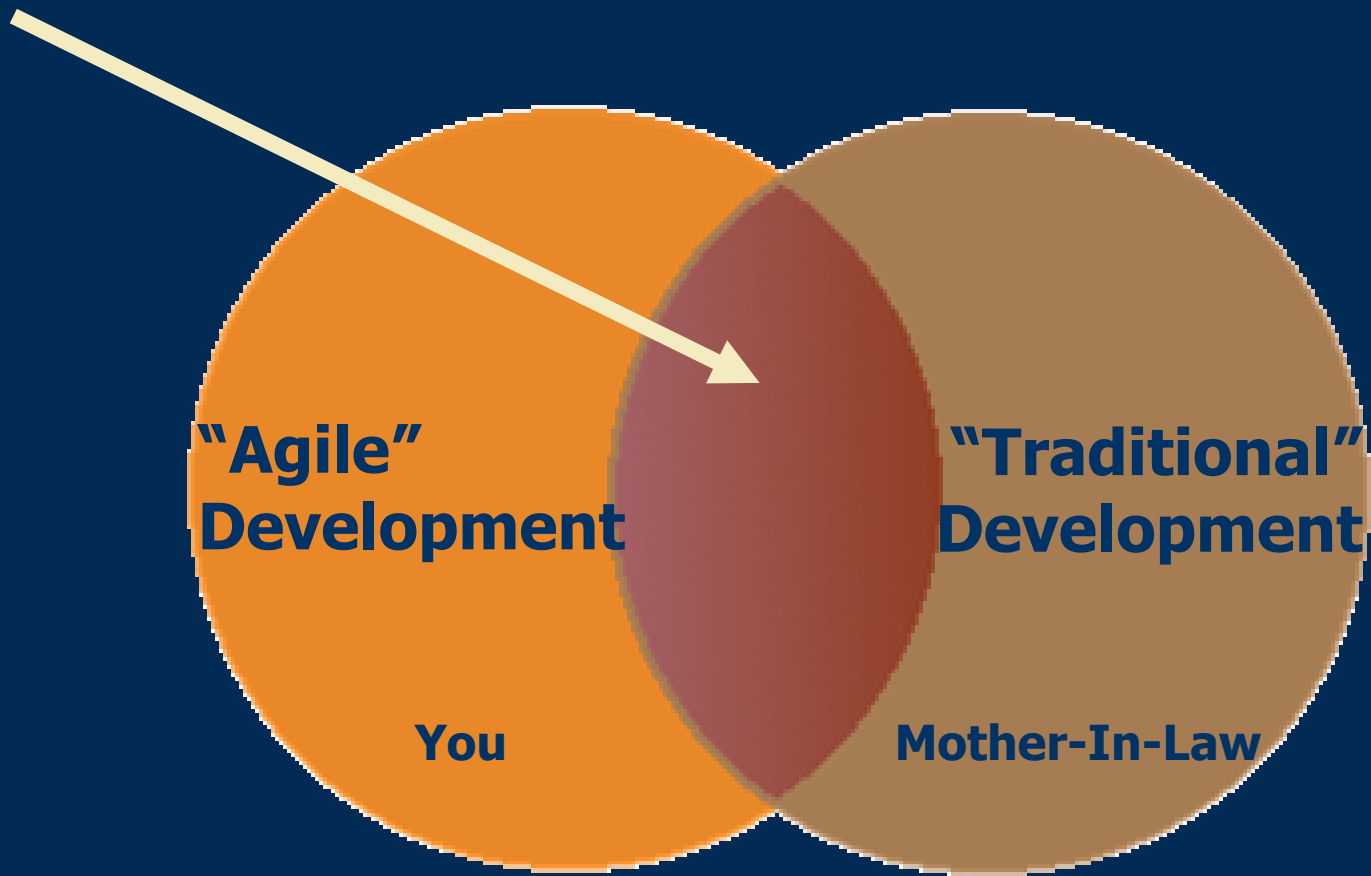 “Agile”
Development
“Traditional”
Development
You
Mother-In-Law